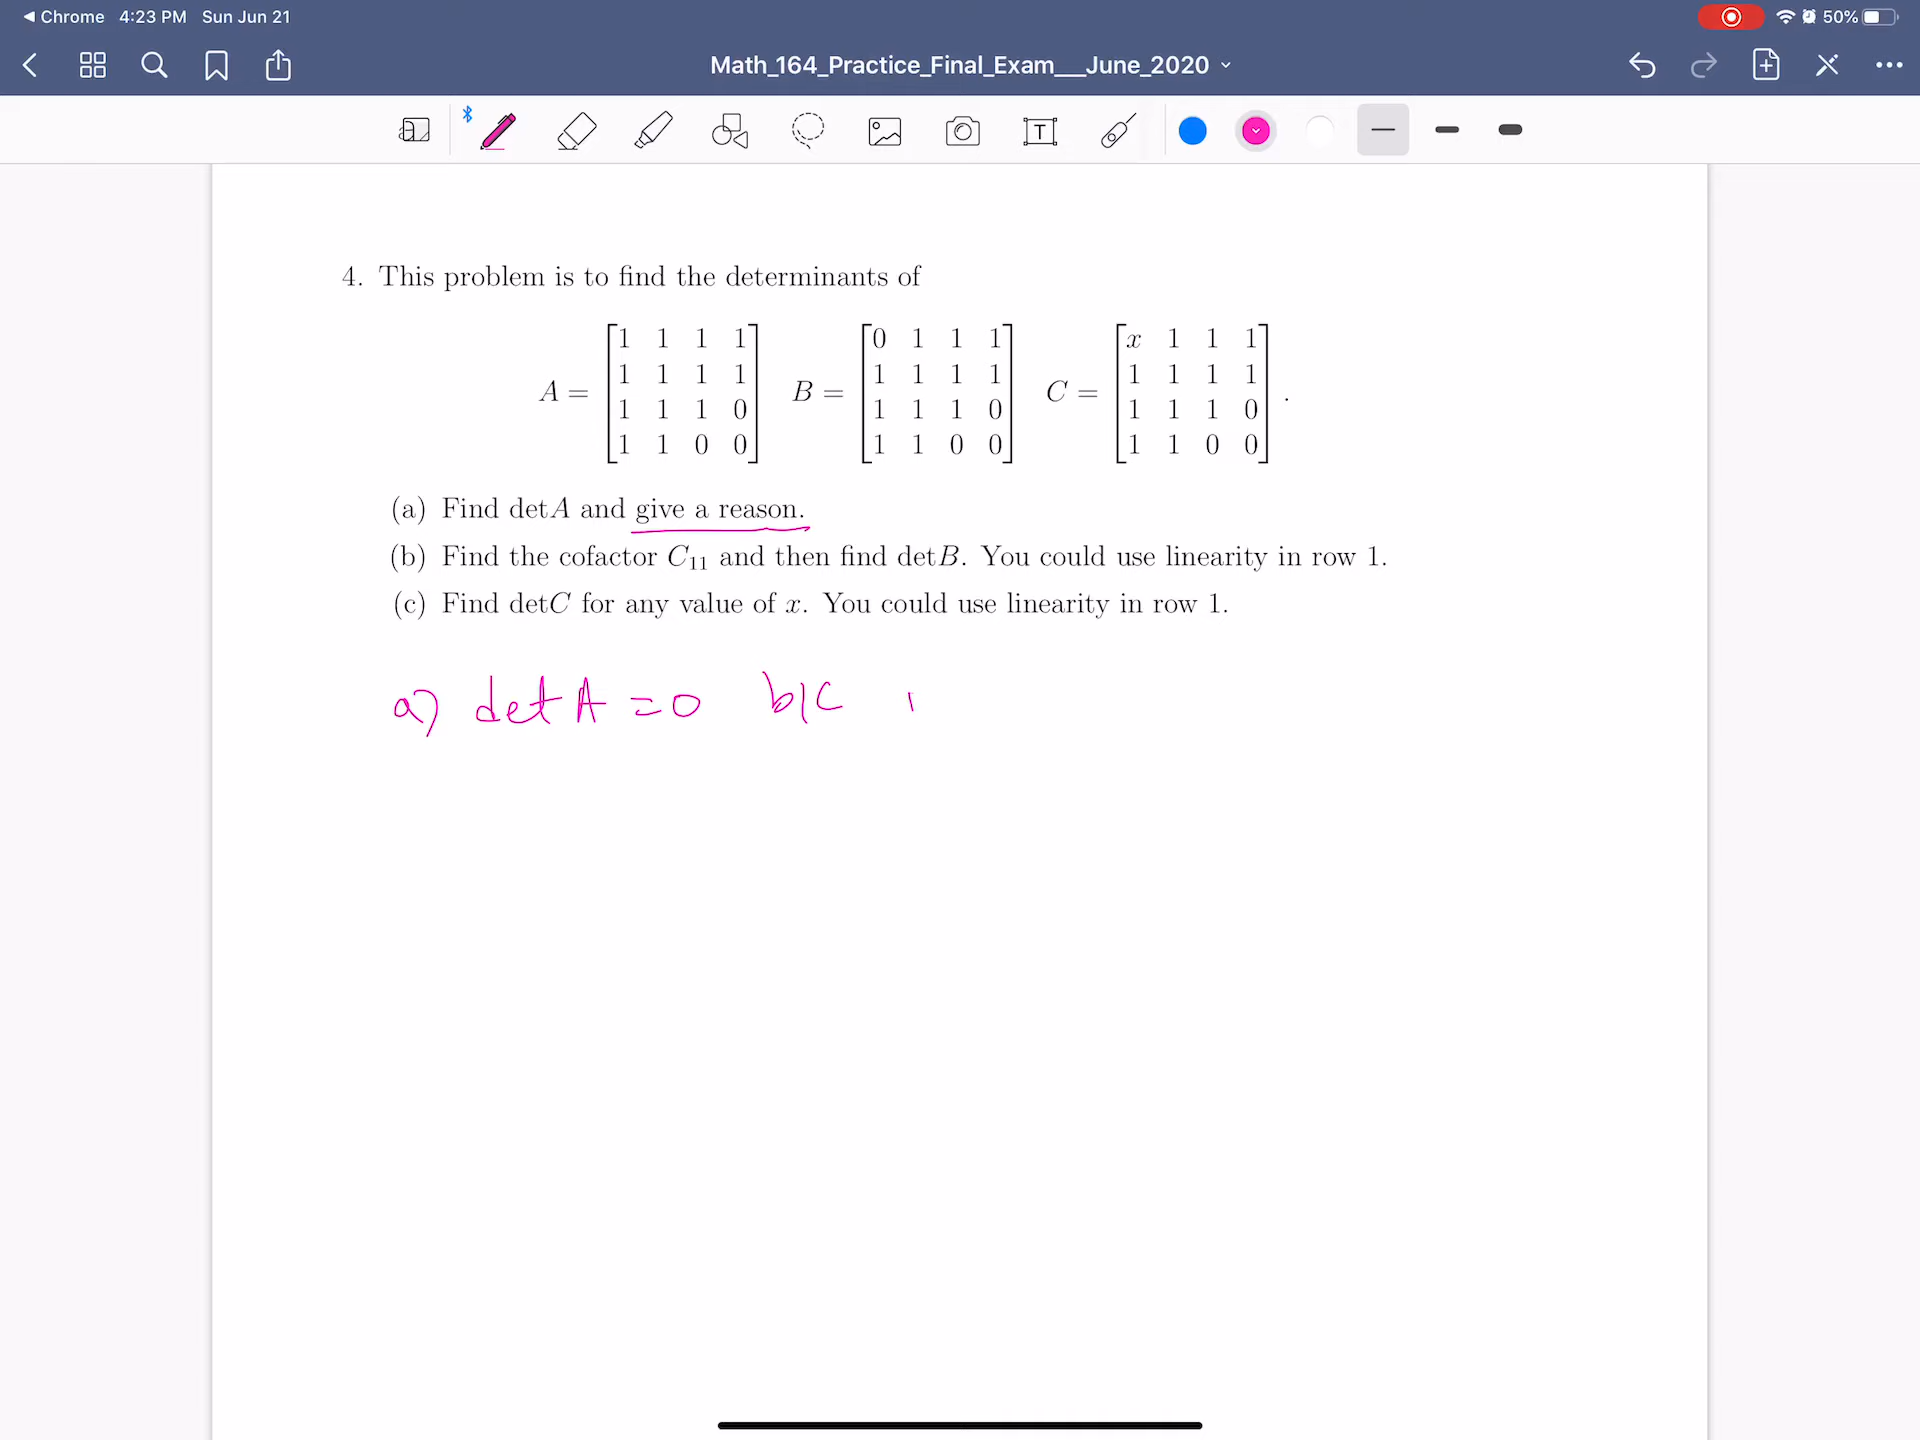 ◀ Chrome 4:23 PM Sun Jun 21 50%
Math_164_Practice_Final_Exam___June_2020
4. This problem is to find the determinants of
A = [1 1 1 1; 1 1 1 1; 1 1 1 0; 1 1 0 0] B = [0 1 1 1; 1 1 1 1; 1 1 1 0; 1 1 0 0] C = [x 1 1 1; 1 1 1 1; 1 1 1 0; 1 1 0 0] .
(a) Find detA and give a reason.
(b) Find the cofactor C₁₁ and then find detB. You could use linearity in row 1.
(c) Find detC for any value of x. You could use linearity in row 1.
a) det A = 0 b/c